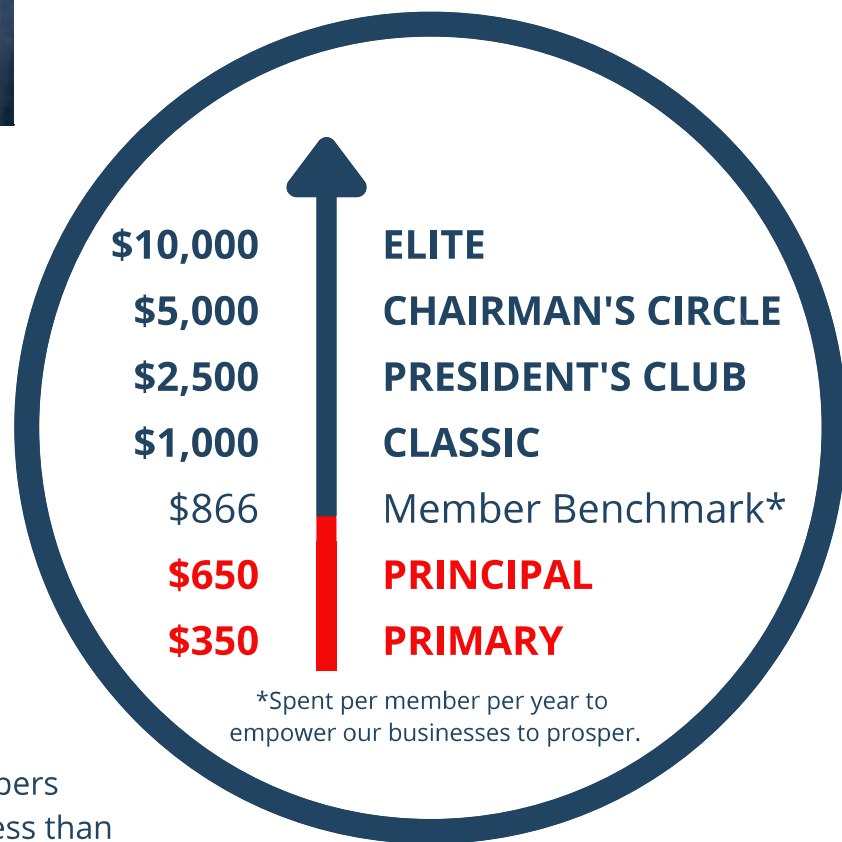 $10,000 ELITE
$5,000 CHAIRMAN'S CIRCLE
$2,500 PRESIDENT'S CLUB
$1,000 CLASSIC
$866 Member Benchmark*
$650 PRINCIPAL
$350 PRIMARY
*Spent per member per year to
empower our businesses to prosper.
than